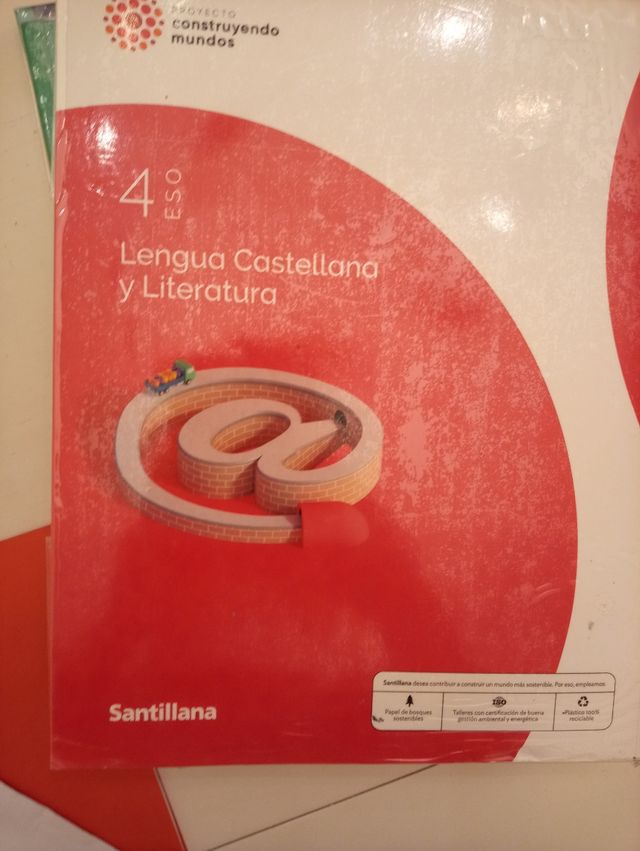 PROYECTO
construyendo
mundos
4 ESO
Lengua Castellana
y Literatura
Santillana
Santillana desea contribuir a construir un mundo más sostenible. Por eso, empleamos:
Papel de bosques
sostenibles
ISO
Talleres con certificación de buena
gestión ambiental y energética
Plástico 100%
reciclable